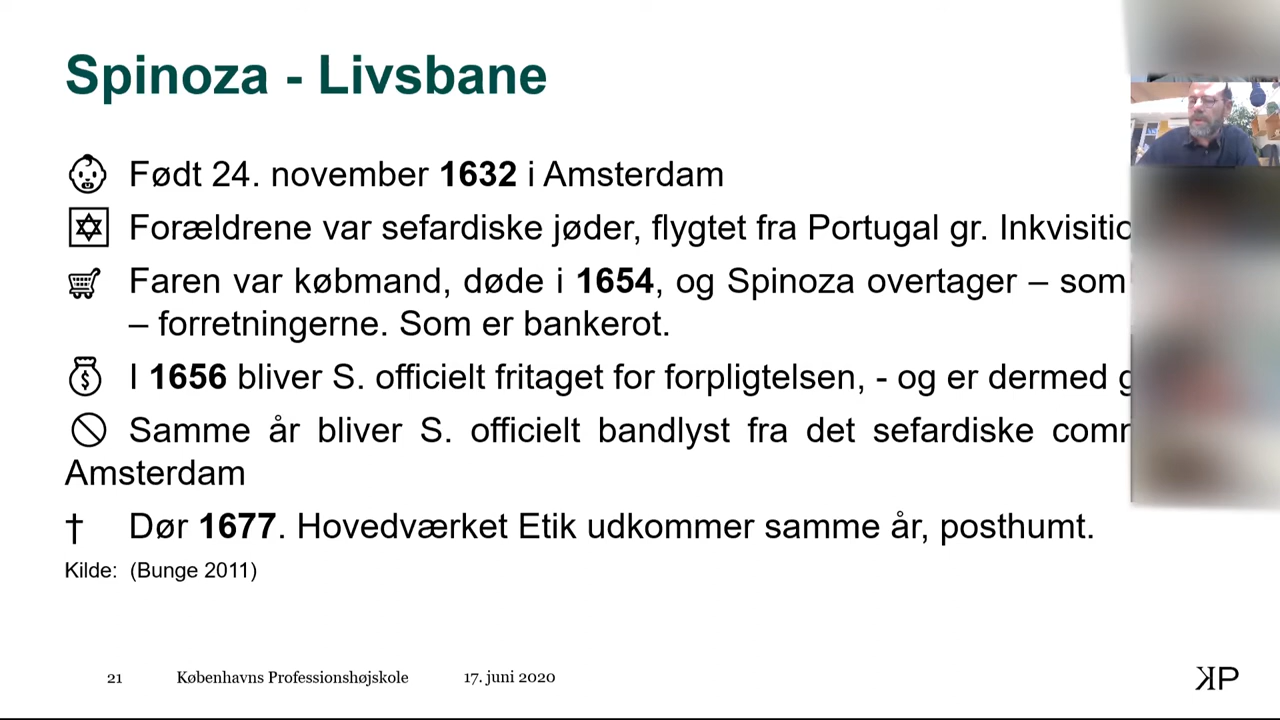 Spinoza - Livsbane
Født 24. november 1632 i Amsterdam
Forældrene var sefardiske jøder, flygtet fra Portugal gr.
Faren var købmand, døde i 1654, og Spinoza overtager – som
– forretningerne. Som er bankerot.
I 1656 bliver S. officielt fritaget for forpligtelsen, - og er dermed
Samme år bliver S. officielt bandlyst fra det sefardiske
Amsterdam
† Dør 1677. Hovedværket Etik udkommer samme år, posthumt.
Kilde: (Bunge 2011)
21 Københavns Professionshøjskole 17. juni 2020
KP